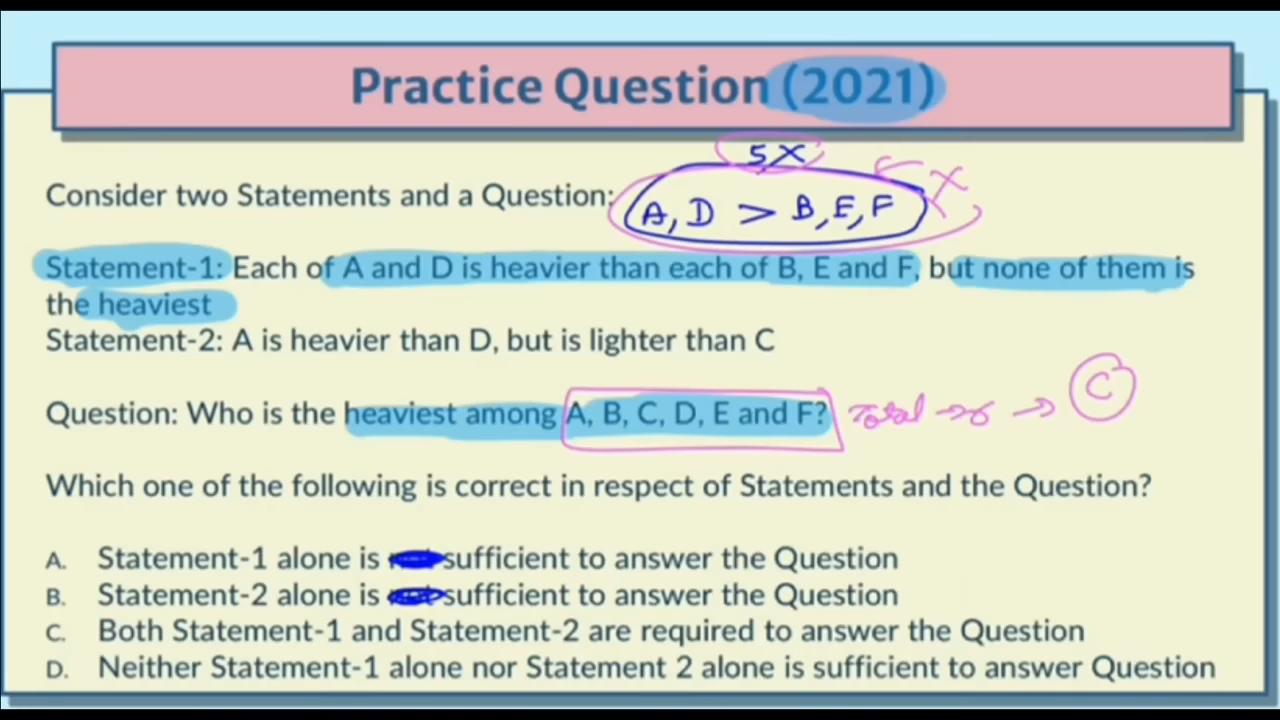 Practice Question (2021)
5X
Consider two Statements and a Question:
A, D > B, E, F X
Statement-1: Each of A and D is heavier than each of B, E and F, but none of them is
the heaviest
Statement-2: A is heavier than D, but is lighter than C
Question: Who is the heaviest among A, B, C, D, E and F? Total → 6 → C
Which one of the following is correct in respect of Statements and the Question?
A. Statement-1 alone is sufficient to answer the Question
B. Statement-2 alone is sufficient to answer the Question
C. Both Statement-1 and Statement-2 are required to answer the Question
D. Neither Statement-1 alone nor Statement 2 alone is sufficient to answer Question